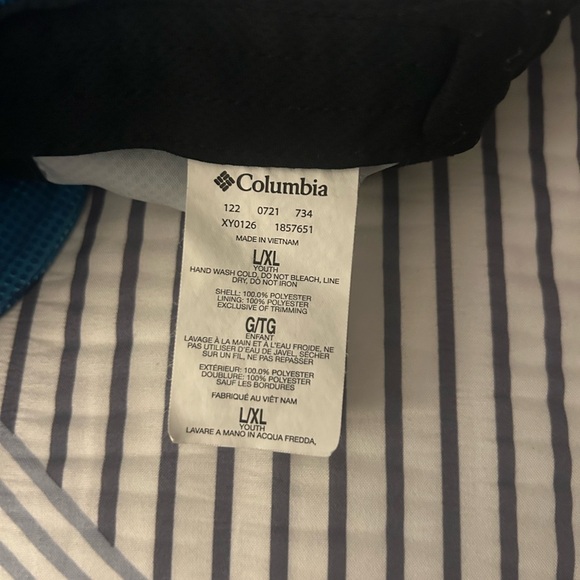 Columbia
122 0721 734
XY0126 1857651
MADE IN VIETNAM
L/XL
YOUTH
HAND WASH COLD, DO NOT BLEACH, LINE
DRY, DO NOT IRON
SHELL: 100.0% POLYESTER
LINING: 100% POLYESTER
EXCLUSIVE OF TRIMMING
G/TG
ENFANT
LAVAGE À LA MAIN ET À L'EAU FROIDE, NE
PAS UTILISER D'EAU DE JAVEL, SÉCHER
SUR UN FIL, NE PAS REPASSER
EXTÉRIEUR: 100.0% POLYESTER
DOUBLURE: 100% POLYESTER
SAUF LES BORDURES
FABRIQUÉ AU VIÊT NAM
L/XL
YOUTH
LAVARE A MANO IN ACQUA FREDDA,